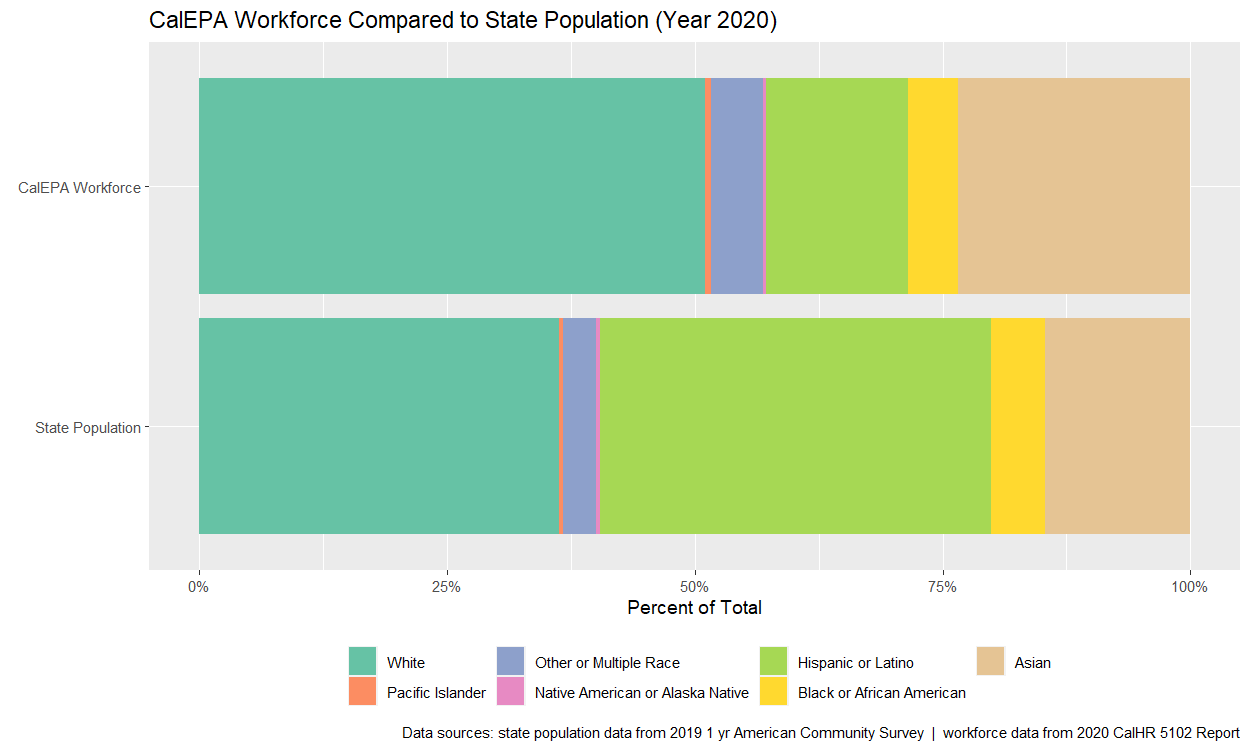 CalEPA Workforce Compared to State Population (Year 2020)
CalEPA Workforce
State Population
0% 25% 50% 75% 100%
Percent of Total
White Other or Multiple Race Hispanic or Latino Asian
Pacific Islander Native American or Alaska Native Black or African American
Data sources: state population data from 2019 1 yr American Community Survey | workforce data from 2020 CalHR 5102 Report